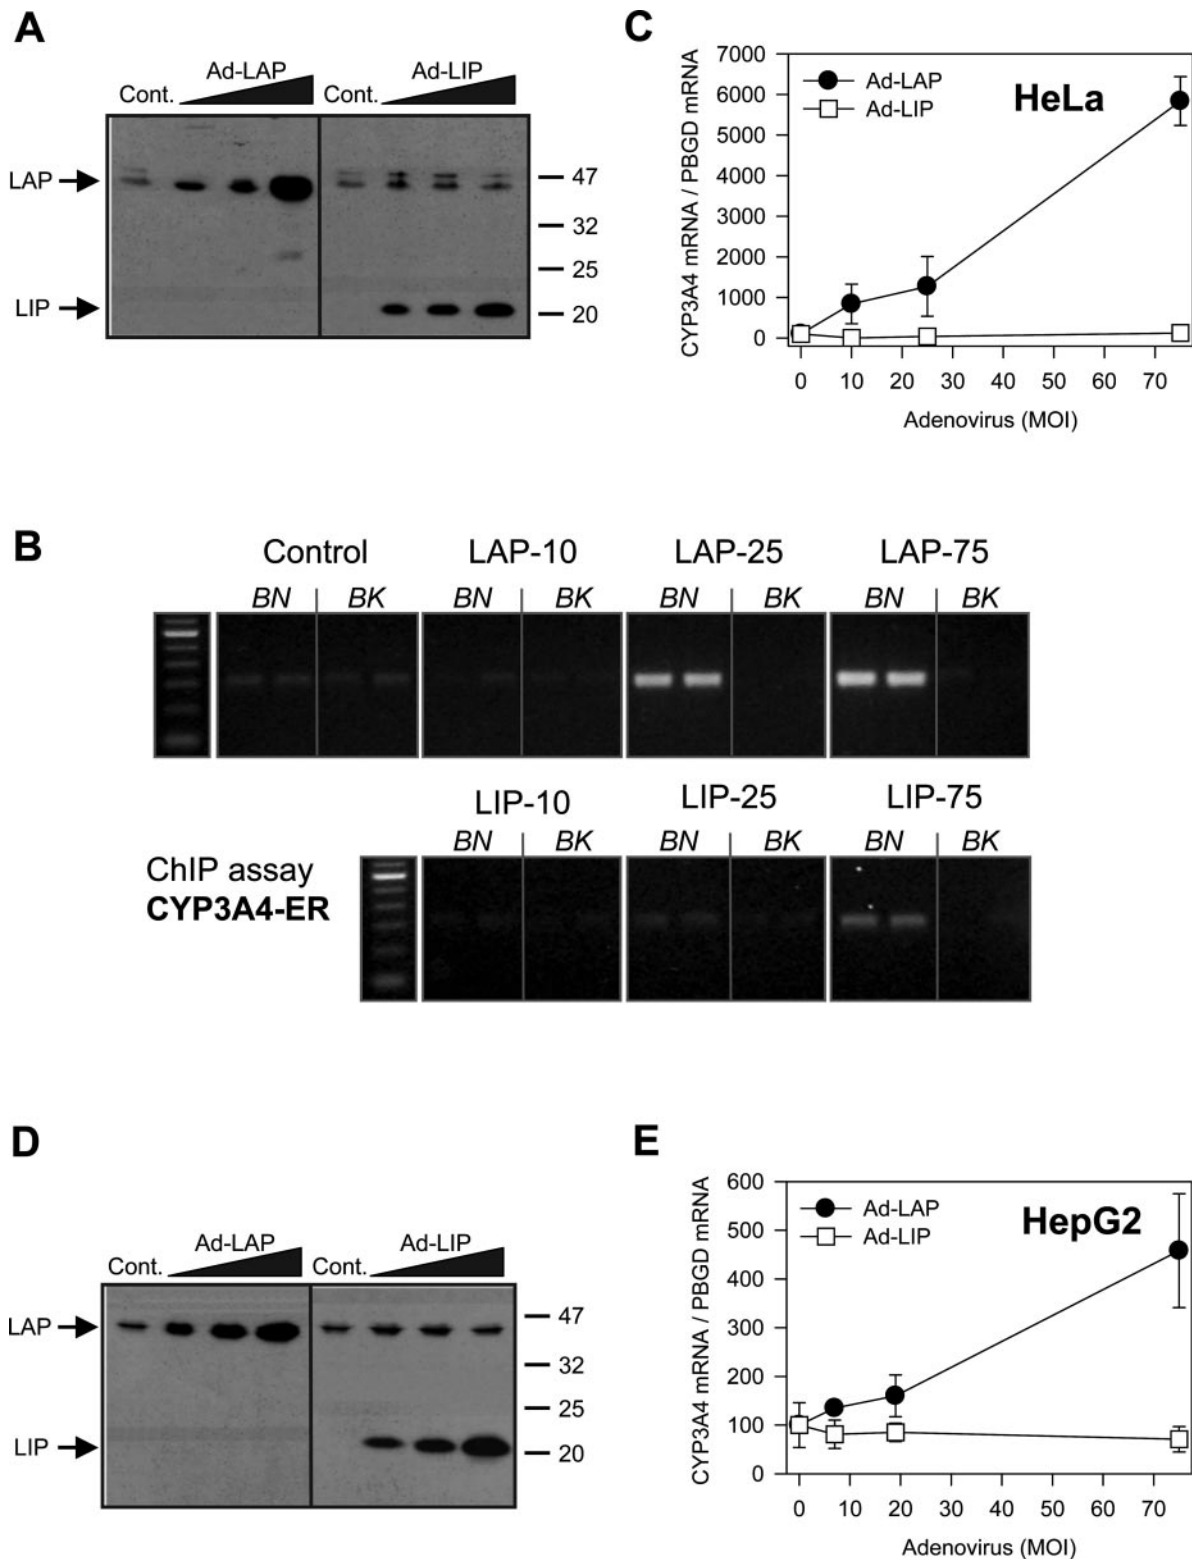 A
Ad-LAP
Ad-LIP
Cont.
Cont.
LAP
LIP
47
32
25
20
C
CYP3A4 mRNA / PBGD mRNA
7000
6000
5000
4000
3000
2000
1000
0
Ad-LAP
Ad-LIP
HeLa
0 10 20 30 40 50 60 70
Adenovirus (MOI)
B
Control LAP-10 LAP-25 LAP-75
BN BK BN BK BN BK BN BK
LIP-10 LIP-25 LIP-75
BN BK BN BK BN BK
ChIP assay
CYP3A4-ER
D
Ad-LAP
Ad-LIP
Cont.
Cont.
LAP
LIP
47
32
25
20
E
CYP3A4 mRNA / PBGD mRNA
600
500
400
300
200
100
0
Ad-LAP
Ad-LIP
HepG2
0 10 20 30 40 50 60 70
Adenovirus (MOI)